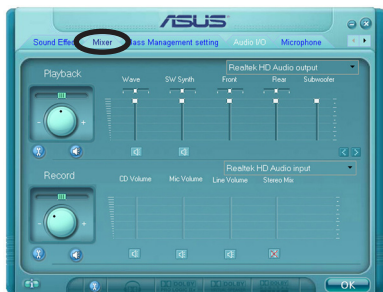 ASUS
Sound Effect Mixer Bass Management setting Audio I/O Microphone
Playback
Realtek HD Audio output
Wave SW Synth Front Rear Subwoofer
Record
Realtek HD Audio input
CD Volume Mic Volume Line Volume Stereo Mix
OK